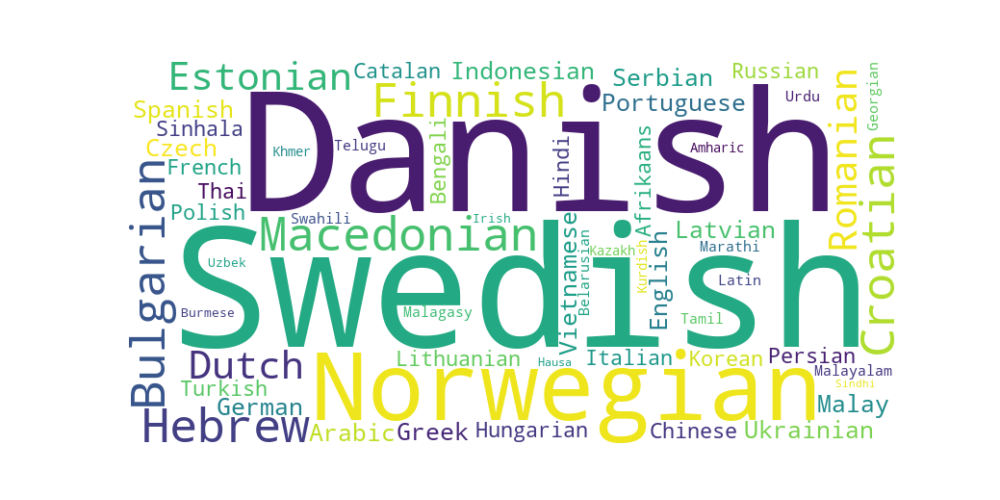 Estonian
Catalan
Indonesian
Serbian
Russian
Spanish
Finnish
Portuguese
Urdu
Romanian
Georgian
Sinhala
Danish
Czech
Khmer
Telugu
Bengali
Hindi
Afrikaans
Amharic
French
Thai
Polish
Swahili
Irish
Bulgarian
Macedonian
Vietnamese
Belarusian
Kazakh
Kurdish
English
Latvian
Marathi
Croatian
Uzbek
Swedish
Latin
Burmese
Malagasy
Tamil
Dutch
Lithuanian
Hausa
Italian
Korean
Persian
Malayalam
Sindhi
Turkish
Norwegian
German
Malay
Hebrew
Arabic
Greek
Hungarian
Chinese
Ukrainian